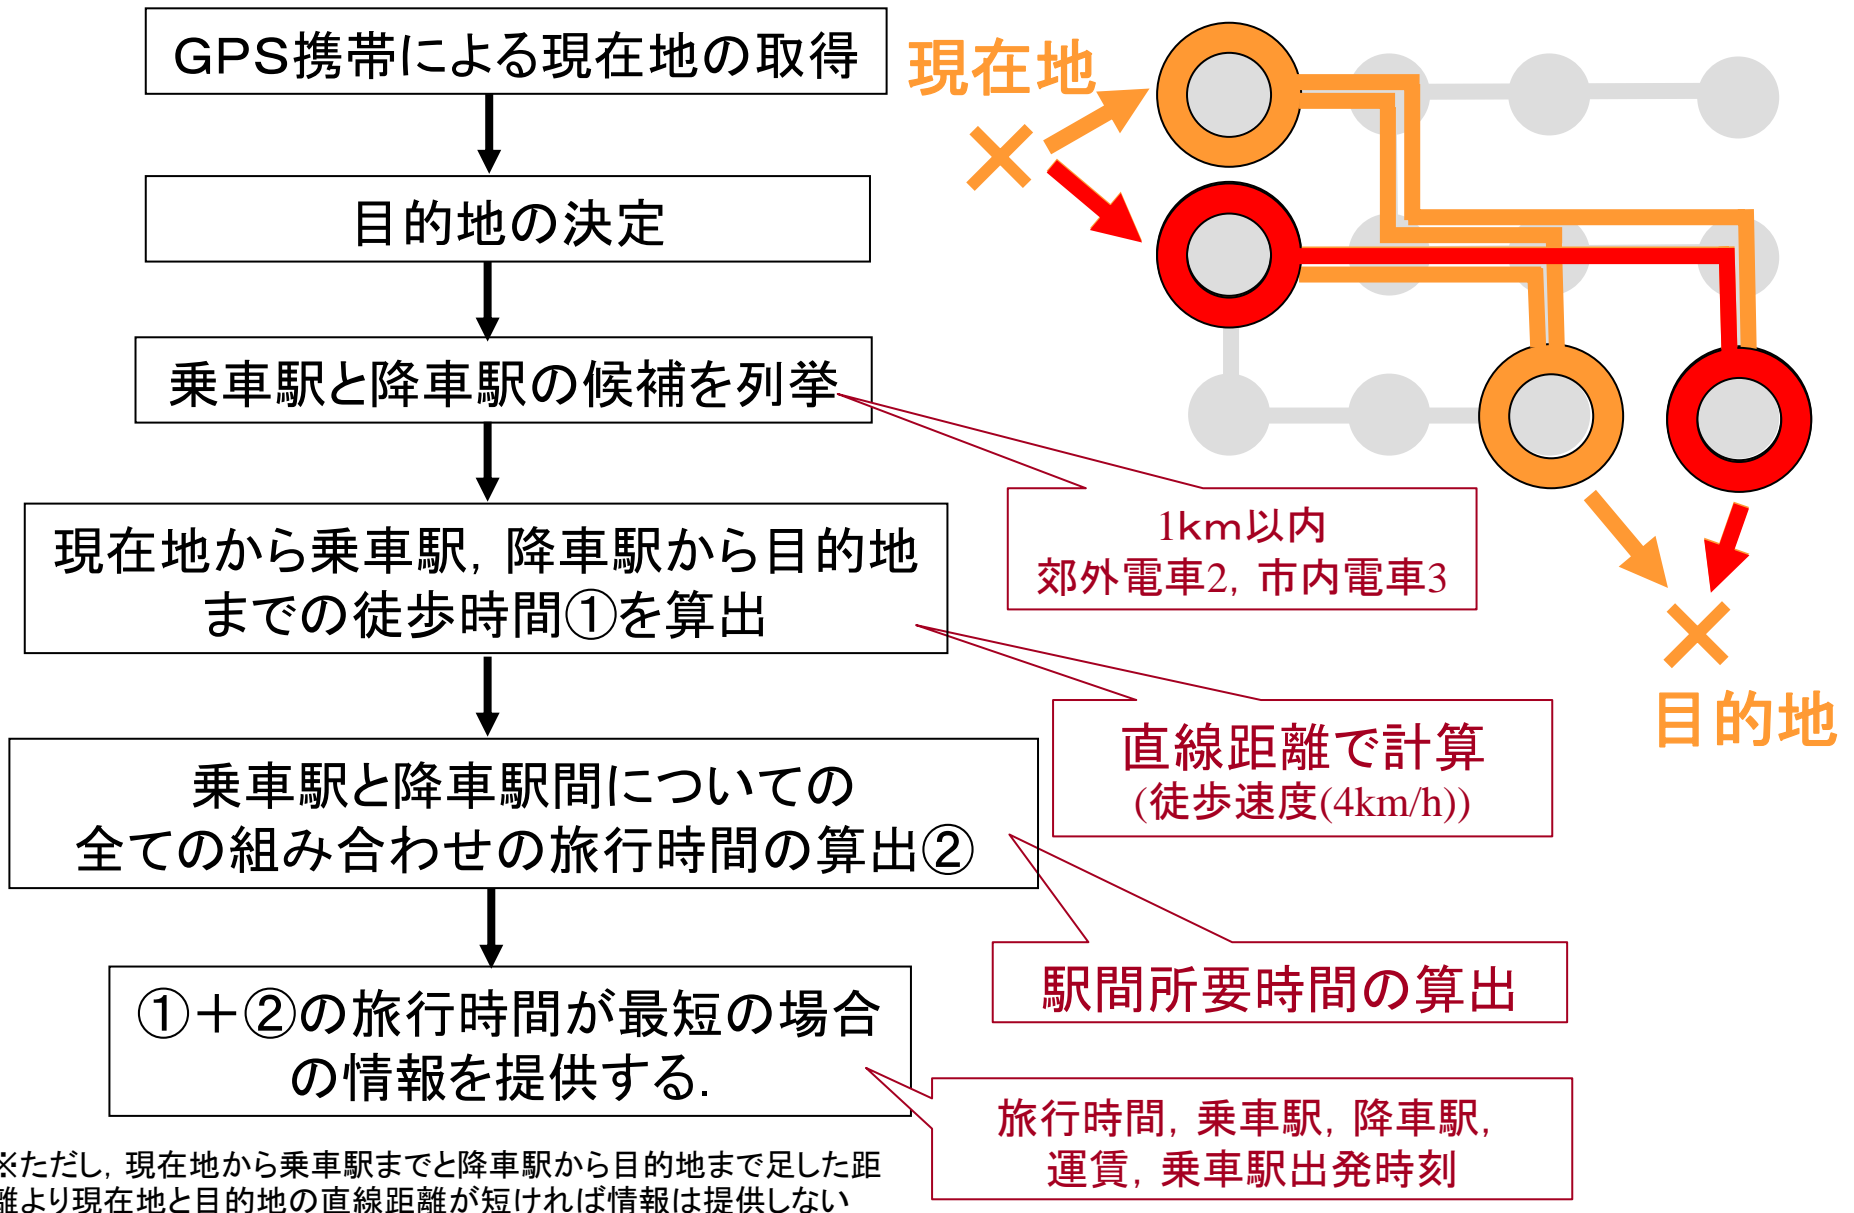 GPS携帯による現在地の取得
目的地の決定
乗車駅と降車駅の候補を列挙
現在地から乗車駅,降車駅から目的地
までの徒歩時間①を算出
乗車駅と降車駅間についての
全ての組み合わせの旅行時間の算出②
①+②の旅行時間が最短の場合
の情報を提供する.
※ただし,現在地から乗車駅までと降車駅から目的地まで足した距
離より現在地と目的地の直線距離が短ければ情報は提供しない
現在地
目的地
1km以内
郊外電車2,市内電車3
直線距離で計算
(徒歩速度(4km/h))
駅間所要時間の算出
旅行時間,乗車駅,降車駅,
運賃,乗車駅出発時刻